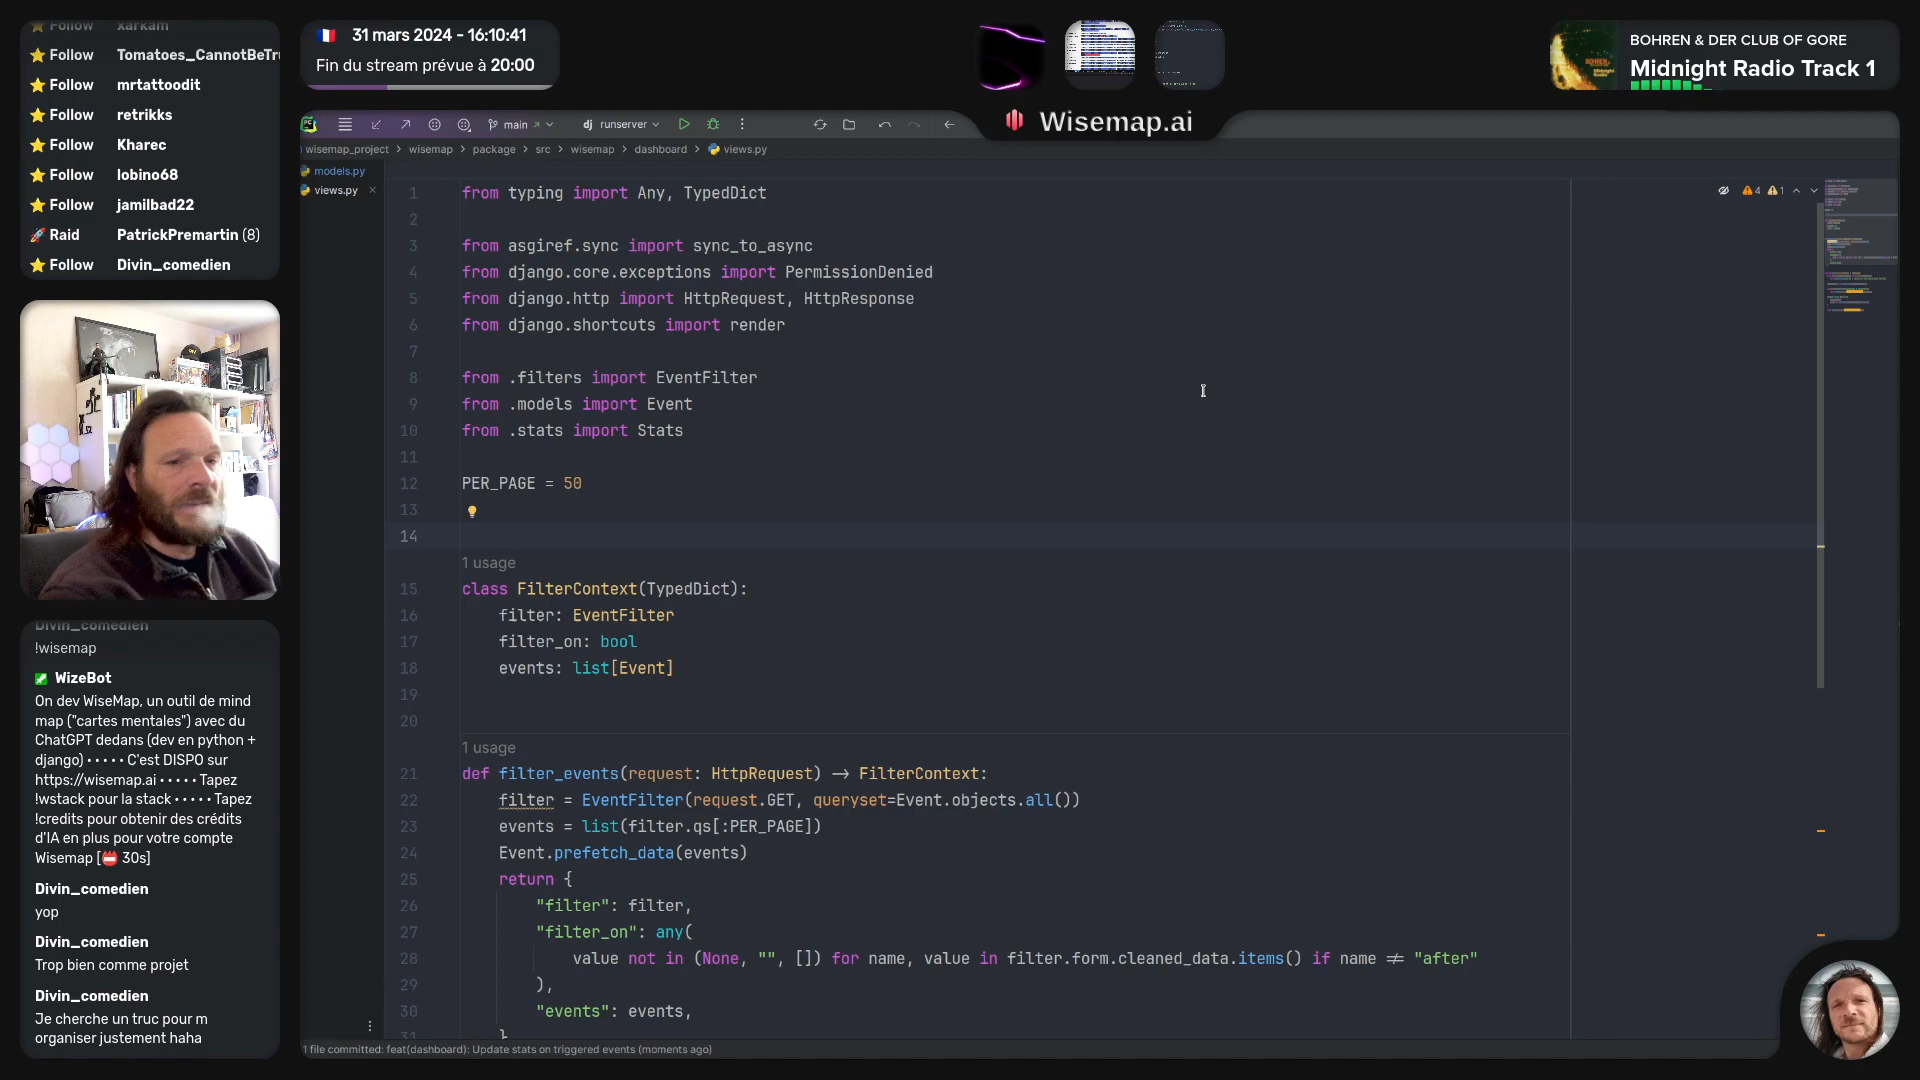 xarkam
Follow Tomatoes_CannotBeTr
Follow mrtattoodit
Follow retrikks
Follow Kharec
Follow lobino68
Follow jamilbad22
Raid PatrickPremartin (8)
Follow Divin_comedien
31 mars 2024 - 16:10:41
Fin du stream prévue à 20:00
BOHREN & DER CLUB OF GORE
Midnight Radio Track 1
Wisemap.ai
main
dj runserver
wisemap_project > wisemap > package > src > wisemap > dashboard > views.py
models.py
views.py
4 1
1 from typing import Any, TypedDict
2
3 from asgiref.sync import sync_to_async
4 from django.core.exceptions import PermissionDenied
5 from django.http import HttpRequest, HttpResponse
6 from django.shortcuts import render
7
8 from .filters import EventFilter
9 from .models import Event
10 from .stats import Stats
11
12 PER_PAGE = 50
13
14
1 usage
15 class FilterContext(TypedDict):
16 filter: EventFilter
17 filter_on: bool
18 events: list[Event]
19
20
1 usage
21 def filter_events(request: HttpRequest) -> FilterContext:
22 filter = EventFilter(request.GET, queryset=Event.objects.all())
23 events = list(filter.qs[:PER_PAGE])
24 Event.prefetch_data(events)
25 return {
26 "filter": filter,
27 "filter_on": any(
28 value not in (None, "", []) for name, value in filter.form.cleaned_data.items() if name != "after"
29 ),
30 "events": events,
31 }
1 file committed: feat(dashboard): Update stats on triggered events (moments ago)
Divin_comedien
!wisemap
WizeBot
On dev WiseMap, un outil de mind
map ("cartes mentales") avec du
ChatGPT dedans (dev en python +
django) • • • • • C'est DISPO sur
https://wisemap.ai • • • • • Tapez
!wstack pour la stack • • • • • Tapez
!credits pour obtenir des crédits
d'IA en plus pour votre compte
Wisemap [📛 30s]
Divin_comedien
yop
Divin_comedien
Trop bien comme projet
Divin_comedien
Je cherche un truc pour m
organiser justement haha